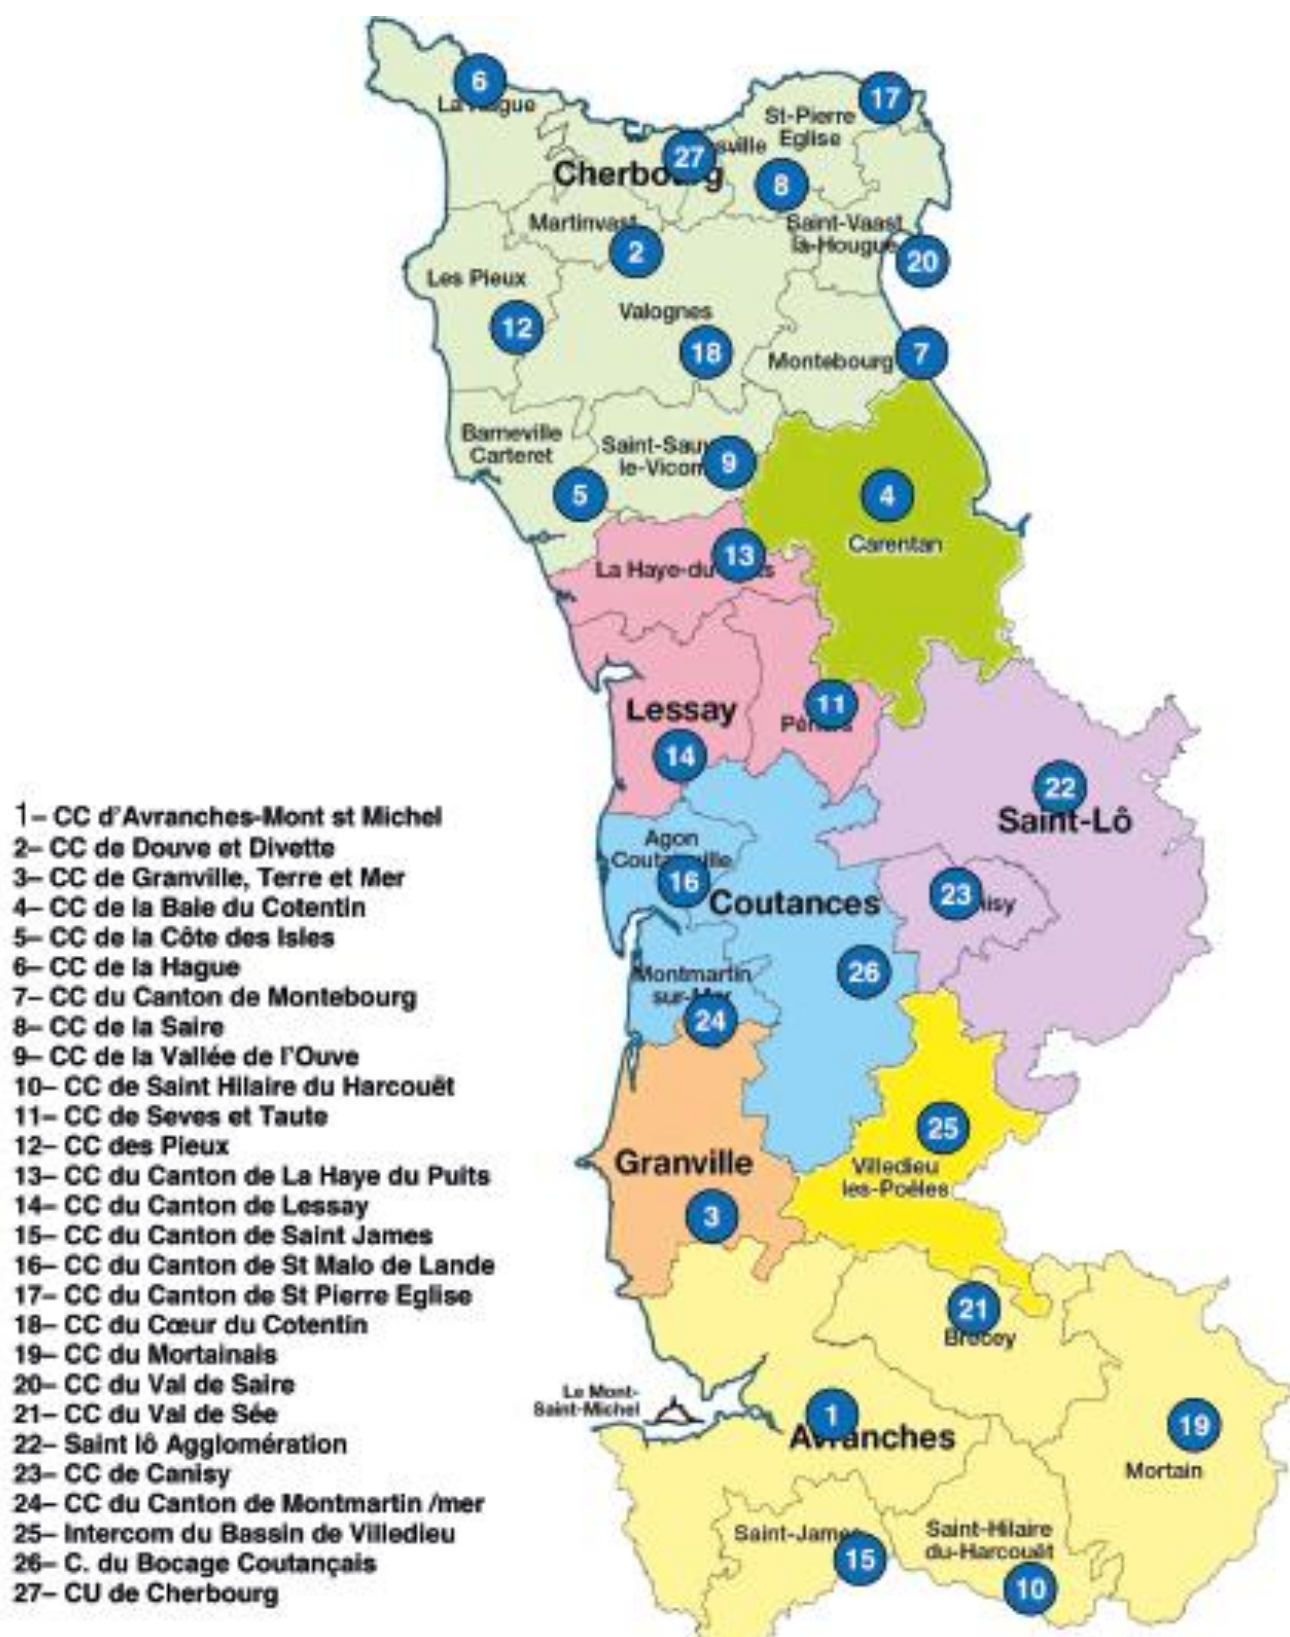 6
17
St-Pierre
Eglise
27
8
Martinvast
2
Saint-Vaast
la-Hougue
20
Les Pieux
12
Valognes
18
Montebourg
7
Barneville
Carteret
9
5
4
Carentan
13
Lessay
11
14
22
Saint-Lô
Agon
16
Coutances
23
26
Montmartin
24
25
Granville
Villedieu
les-Poëles
3
21
Brecey
Le Mont-
Saint-Michel
1
Avranches
19
Mortain
Saint-James
15
Saint-Hilaire
du-Harcouët
10
1– CC d'Avranches-Mont st Michel
2– CC de Douve et Divette
3– CC de Granville, Terre et Mer
4– CC de la Baie du Cotentin
5– CC de la Côte des Isles
6– CC de la Hague
7– CC du Canton de Montebourg
8– CC de la Saire
9– CC de la Vallée de l'Ouve
10– CC de Saint Hilaire du Harcouët
11– CC de Seves et Taute
12– CC des Pieux
13– CC du Canton de La Haye du Puits
14– CC du Canton de Lessay
15– CC du Canton de Saint James
16– CC du Canton de St Malo de Lande
17– CC du Canton de St Pierre Eglise
18– CC du Cœur du Cotentin
19– CC du Mortainais
20– CC du Val de Saire
21– CC du Val de Sée
22– Saint lô Agglomération
23– CC de Canisy
24– CC du Canton de Montmartin /mer
25– Intercom du Bassin de Villedieu
26– C. du Bocage Coutançais
27– CU de Cherbourg